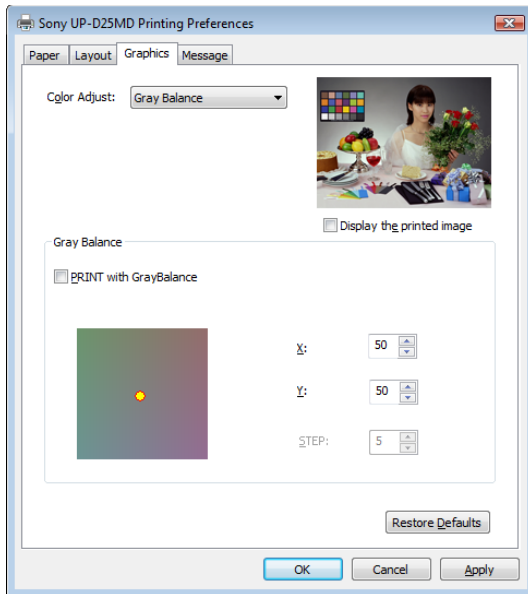 Sony UP-D25MD Printing Preferences
Paper Layout Graphics Message
Color Adjust: Gray Balance
Display the printed image
Gray Balance
PRINT with GrayBalance
X: 50
Y: 50
STEP: 5
Restore Defaults
OK Cancel Apply